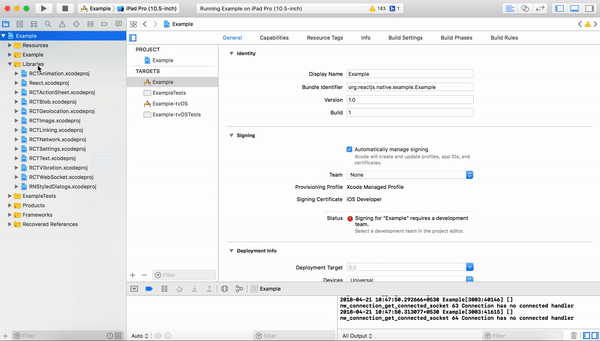 Example
iPad Pro (10.5-inch)
Running Example on iPad Pro (10.5-inch)
183
Example
Example
Resources
Example
Libraries
RCTAnimation.xcodeproj
React.xcodeproj
RCTActionSheet.xcodeproj
RCTBlob.xcodeproj
RCTGeolocation.xcodeproj
RCTImage.xcodeproj
RCTLinking.xcodeproj
RCTNetwork.xcodeproj
RCTSettings.xcodeproj
RCTText.xcodeproj
RCTVibration.xcodeproj
RCTWebSocket.xcodeproj
RNStyledDialogs.xcodeproj
ExampleTests
Products
Frameworks
Recovered References
Filter
General Capabilities Resource Tags Info Build Settings Build Phases Build Rules
PROJECT
Example
TARGETS
Example
ExampleTests
Example-tvOS
Example-tvOSTests
Filter
Identity
Display Name Example
Bundle Identifier org.reactjs.native.example.Example
Version 1.0
Build 1
Signing
Automatically manage signing
Xcode will create and update profiles, app IDs, and
certificates.
Team None
Provisioning Profile Xcode Managed Profile
Signing Certificate iOS Developer
Status Signing for "Example" requires a development
team.
Select a development team in the project editor.
Deployment Info
Deployment Target 8.0
Devices Universal
Example
2018-04-21 10:47:50.292666+0530 Example[3003:40146] []
nw_connection_get_connected_socket 63 Connection has no connected handler
2018-04-21 10:47:50.313077+0530 Example[3003:41615] []
nw_connection_get_connected_socket 64 Connection has no connected handler
Auto
Filter
All Output
Filter